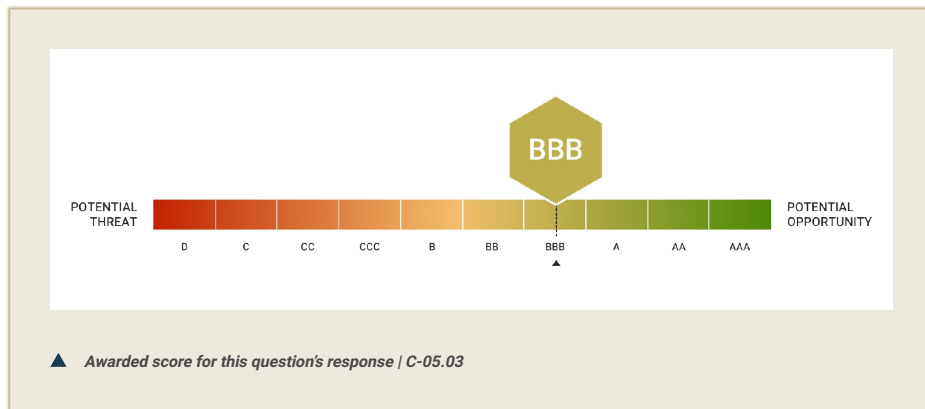 BBB
POTENTIAL
THREAT
POTENTIAL
OPPORTUNITY
D C CC CCC B BB BBB A AA AAA
Awarded score for this question's response | C-05.03